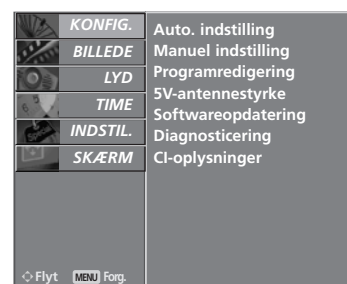 KONFIG.
BILLEDE
LYD
TIME
INDSTIL.
SKÆRM
Auto. indstilling
Manuel indstilling
Programredigering
5V-antennestyrke
Softwareopdatering
Diagnosticering
CI-oplysninger
Flyt MENU Forg.